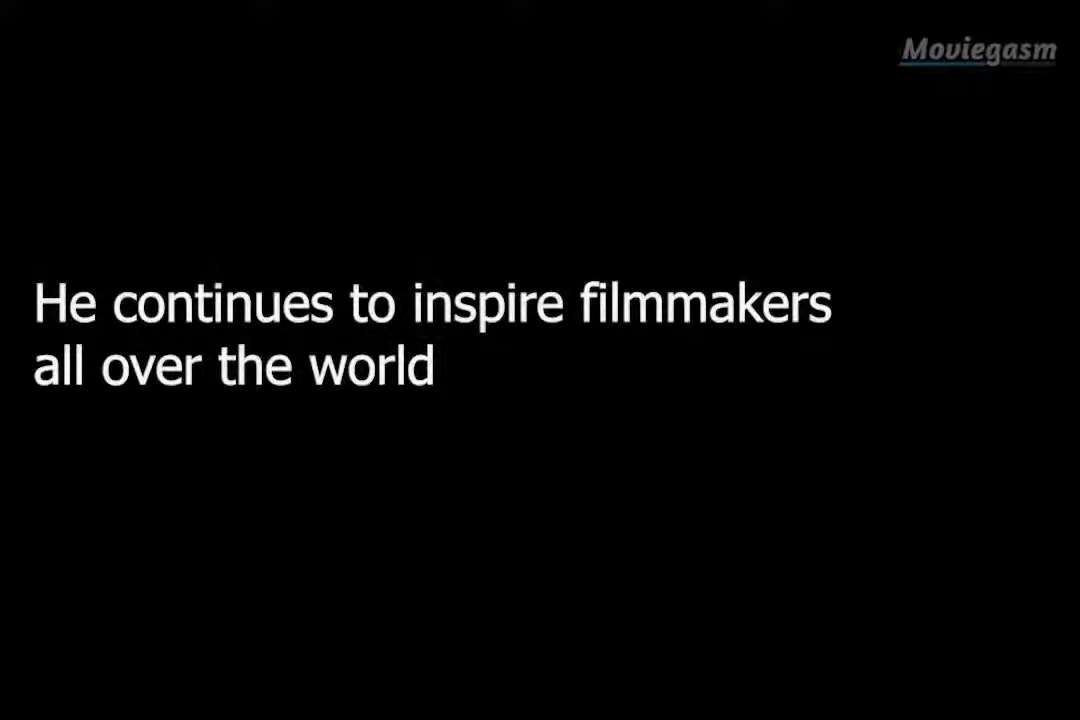 Moviegasm
He continues to inspire filmmakers
all over the world